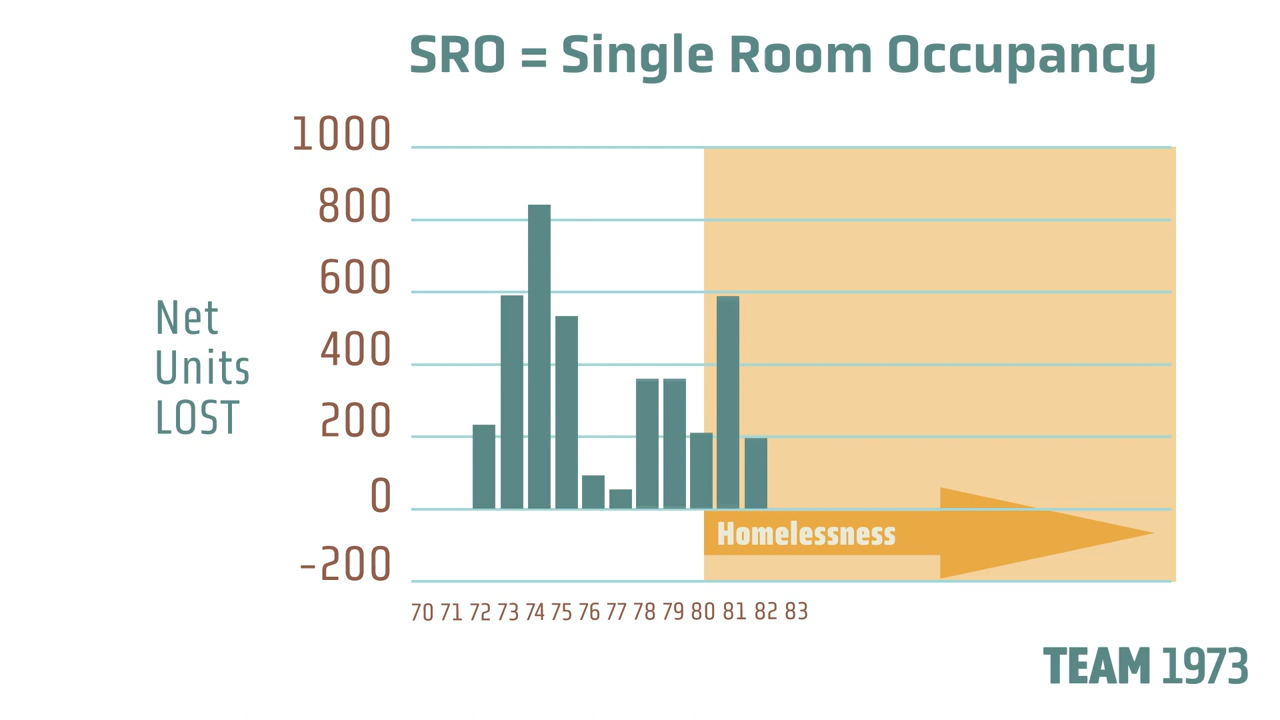 SRO = Single Room Occupancy
1000
800
600
400
200
0
-200
Net
Units
LOST
Homelessness
70 71 72 73 74 75 76 77 78 79 80 81 82 83
TEAM 1973